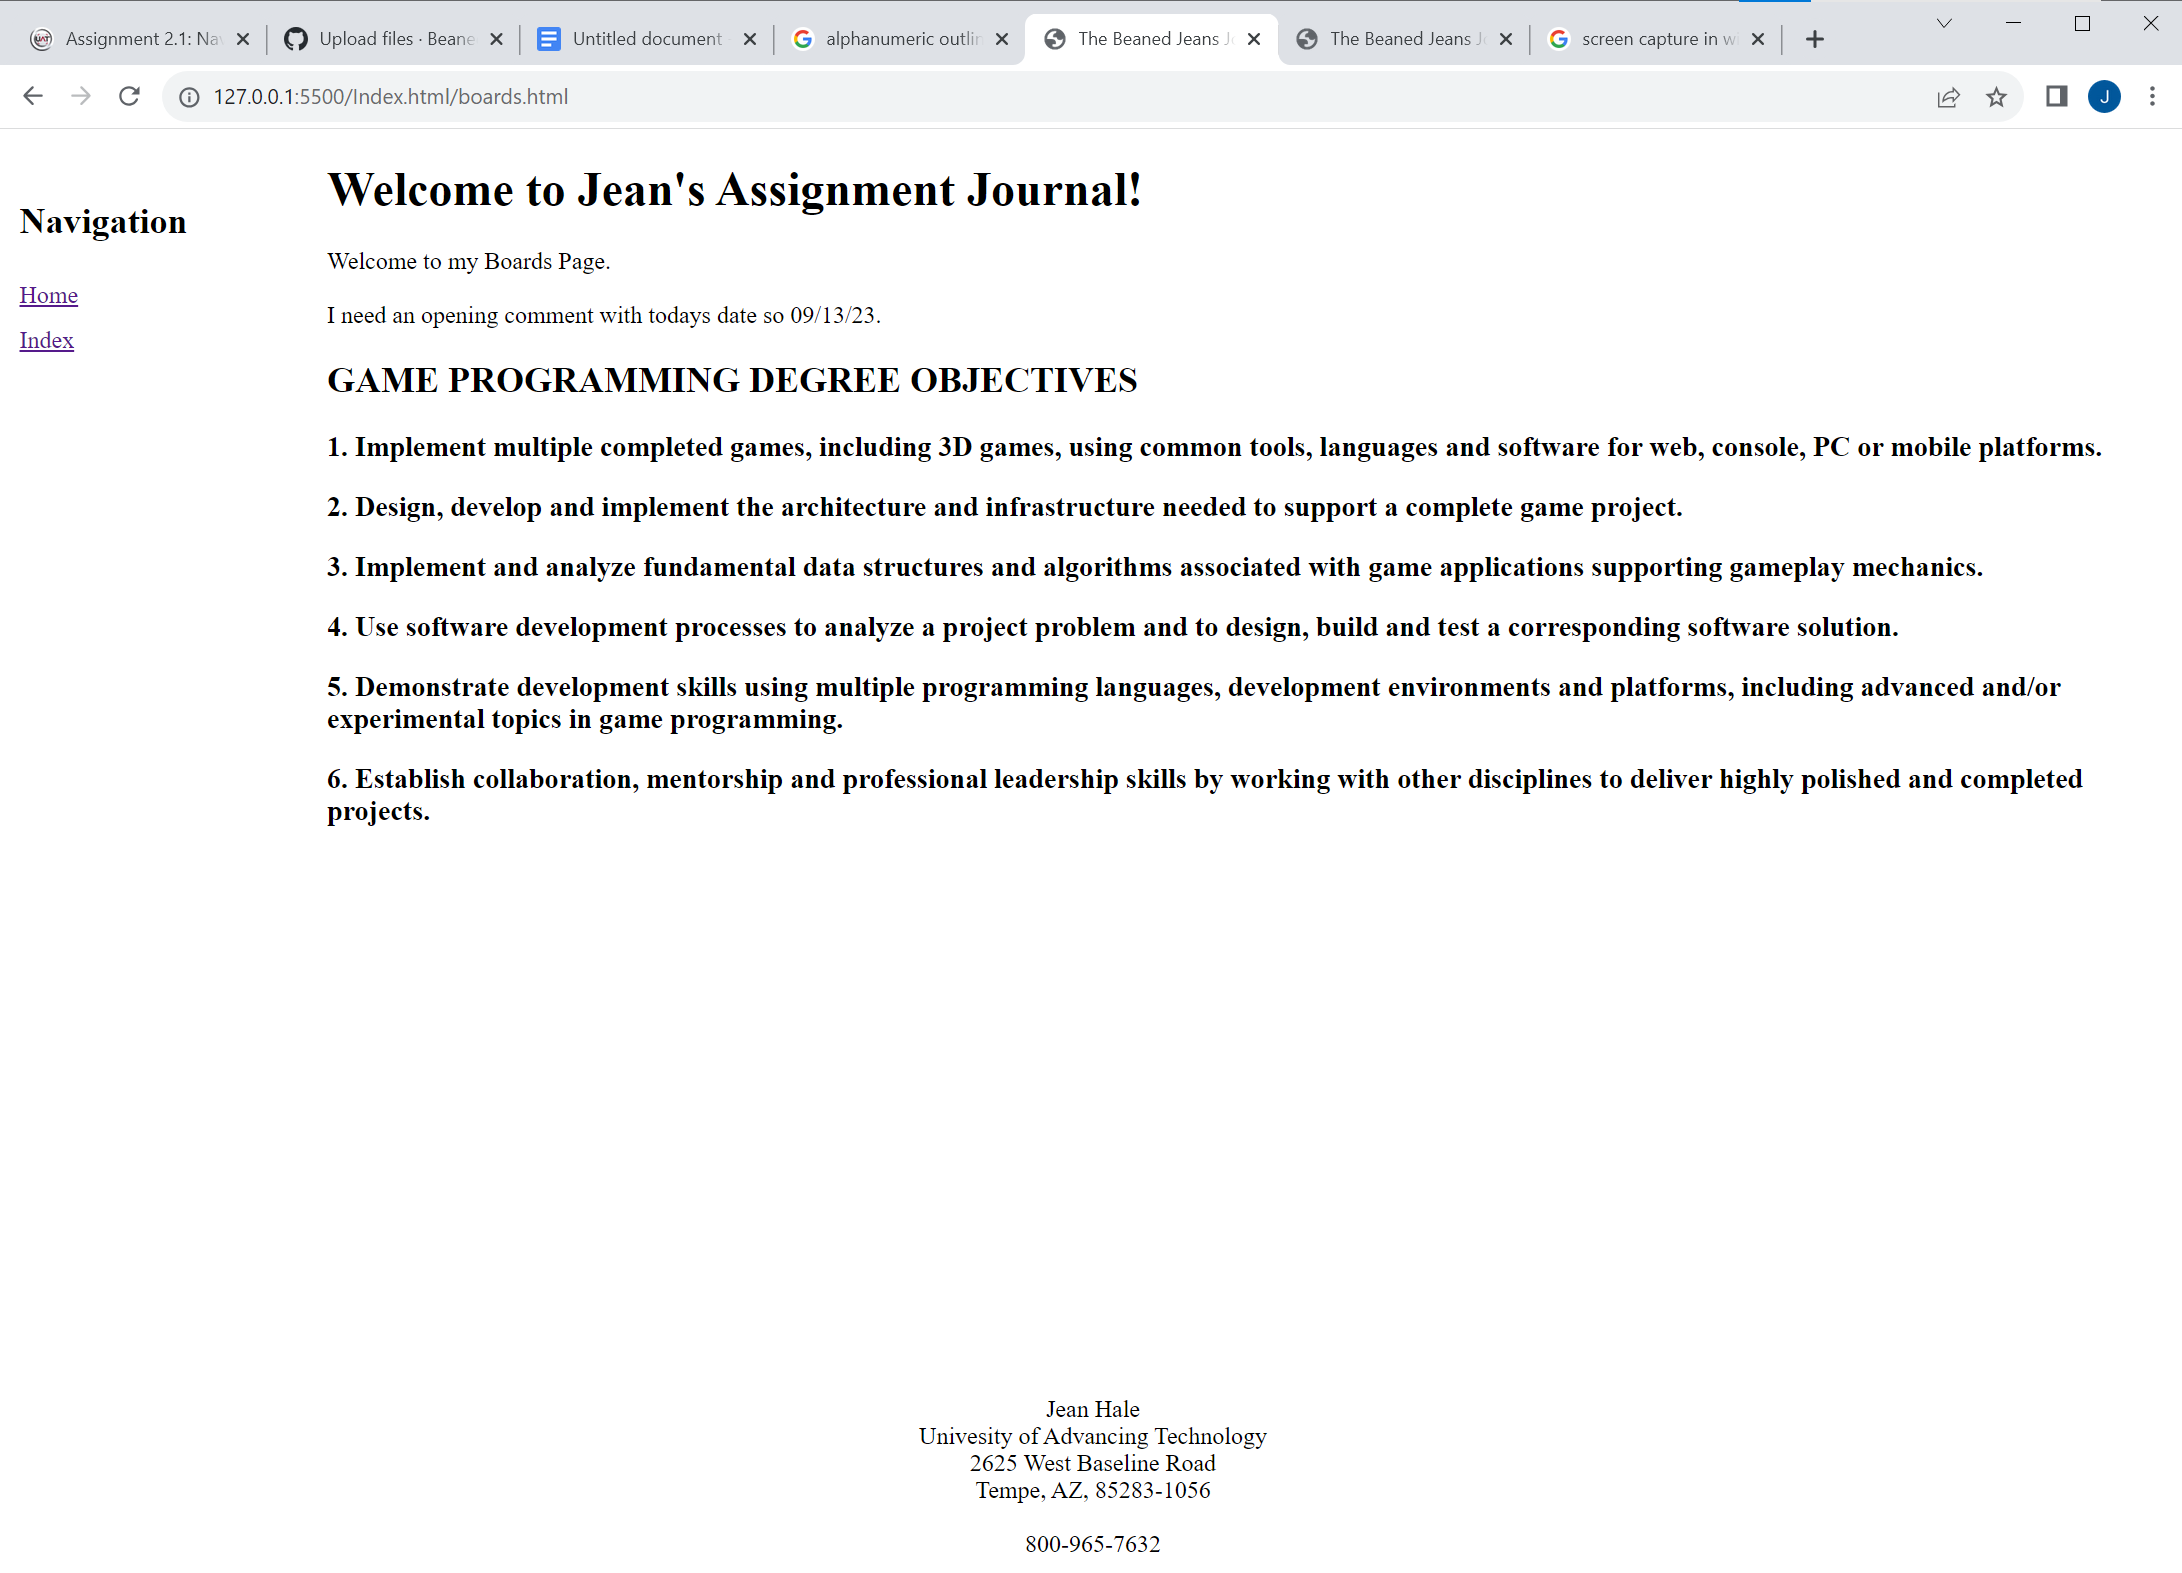 Assignment 2.1: Nav
Upload files · Beane
Untitled document
alphanumeric outlin
The Beaned Jeans J
The Beaned Jeans J
screen capture in wi
127.0.0.1:5500/Index.html/boards.html
J
Navigation
Home
Index
Welcome to Jean's Assignment Journal!
Welcome to my Boards Page.
I need an opening comment with todays date so 09/13/23.
GAME PROGRAMMING DEGREE OBJECTIVES
1. Implement multiple completed games, including 3D games, using common tools, languages and software for web, console, PC or mobile platforms.
2. Design, develop and implement the architecture and infrastructure needed to support a complete game project.
3. Implement and analyze fundamental data structures and algorithms associated with game applications supporting gameplay mechanics.
4. Use software development processes to analyze a project problem and to design, build and test a corresponding software solution.
5. Demonstrate development skills using multiple programming languages, development environments and platforms, including advanced and/or
experimental topics in game programming.
6. Establish collaboration, mentorship and professional leadership skills by working with other disciplines to deliver highly polished and completed
projects.
Jean Hale
Univesity of Advancing Technology
2625 West Baseline Road
Tempe, AZ, 85283-1056
800-965-7632